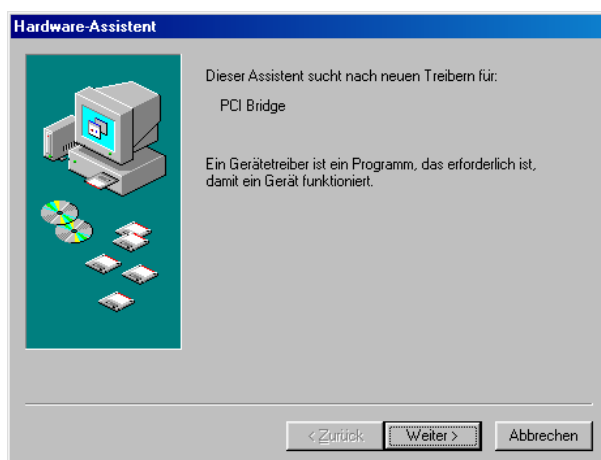 Hardware-Assistent
Dieser Assistent sucht nach neuen Treibern für:
PCI Bridge
Ein Gerätetreiber ist ein Programm, das erforderlich ist,
damit ein Gerät funktioniert.
< Zurück
Weiter >
Abbrechen